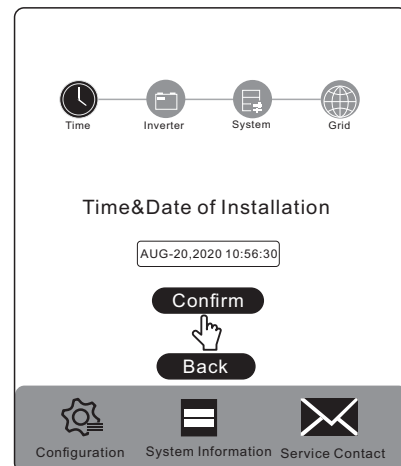 Time Inverter System Grid
Time&Date of Installation
AUG-20,2020 10:56:30
Confirm
Back
Configuration System Information Service Contact